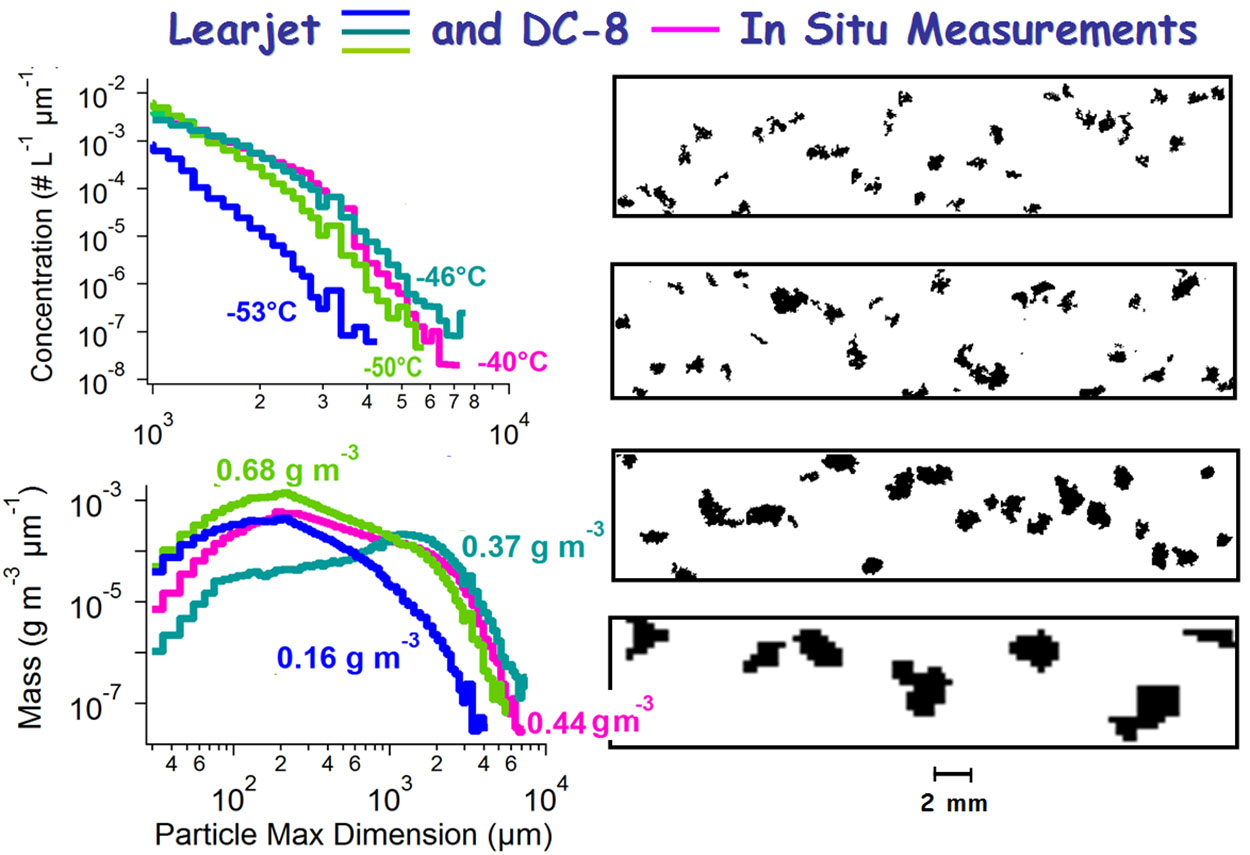 Learjet and DC-8 In Situ Measurements
Concentration (# L⁻¹ µm⁻¹)
10⁻²
10⁻³
10⁻⁴
10⁻⁵
10⁻⁶
10⁻⁷
10⁻⁸
-46°C
-53°C
-50°C
-40°C
2 3 4 5 6 7 8
10³ 10⁴
Mass (g m⁻³ µm⁻¹)
10⁻³
10⁻⁵
10⁻⁷
0.68 g m⁻³
0.37 g m⁻³
0.16 g m⁻³
0.44 g m⁻³
4 6 2 4 6 2 4 6
10² 10³ 10⁴
Particle Max Dimension (µm)
2 mm